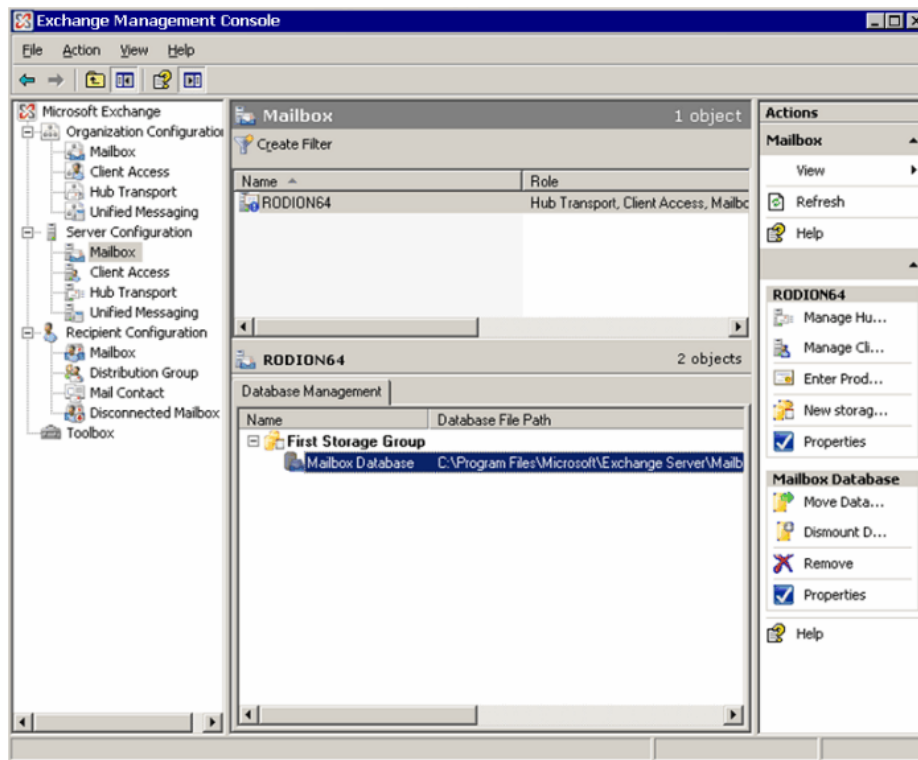 Exchange Management Console
File Action View Help
Microsoft Exchange
Organization Configuration
Mailbox
Client Access
Hub Transport
Unified Messaging
Server Configuration
Mailbox
Client Access
Hub Transport
Unified Messaging
Recipient Configuration
Mailbox
Distribution Group
Mail Contact
Disconnected Mailbox
Toolbox
Mailbox 1 object
Create Filter
Name Role
RODION64 Hub Transport, Client Access, Mailbc
RODION64 2 objects
Database Management
Name Database File Path
First Storage Group
Mailbox Database C:\Program Files\Microsoft\Exchange Server\Mailb
Actions
Mailbox
View
Refresh
Help
RODION64
Manage Hu...
Manage Cli...
Enter Prod...
New storag...
Properties
Mailbox Database
Move Data...
Dismount D...
Remove
Properties
Help